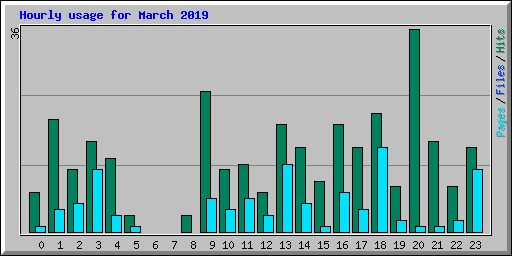 Hourly usage for March 2019
36
Pages/Files/Hits
0 1 2 3 4 5 6 7 8 9 10 11 12 13 14 15 16 17 18 19 20 21 22 23